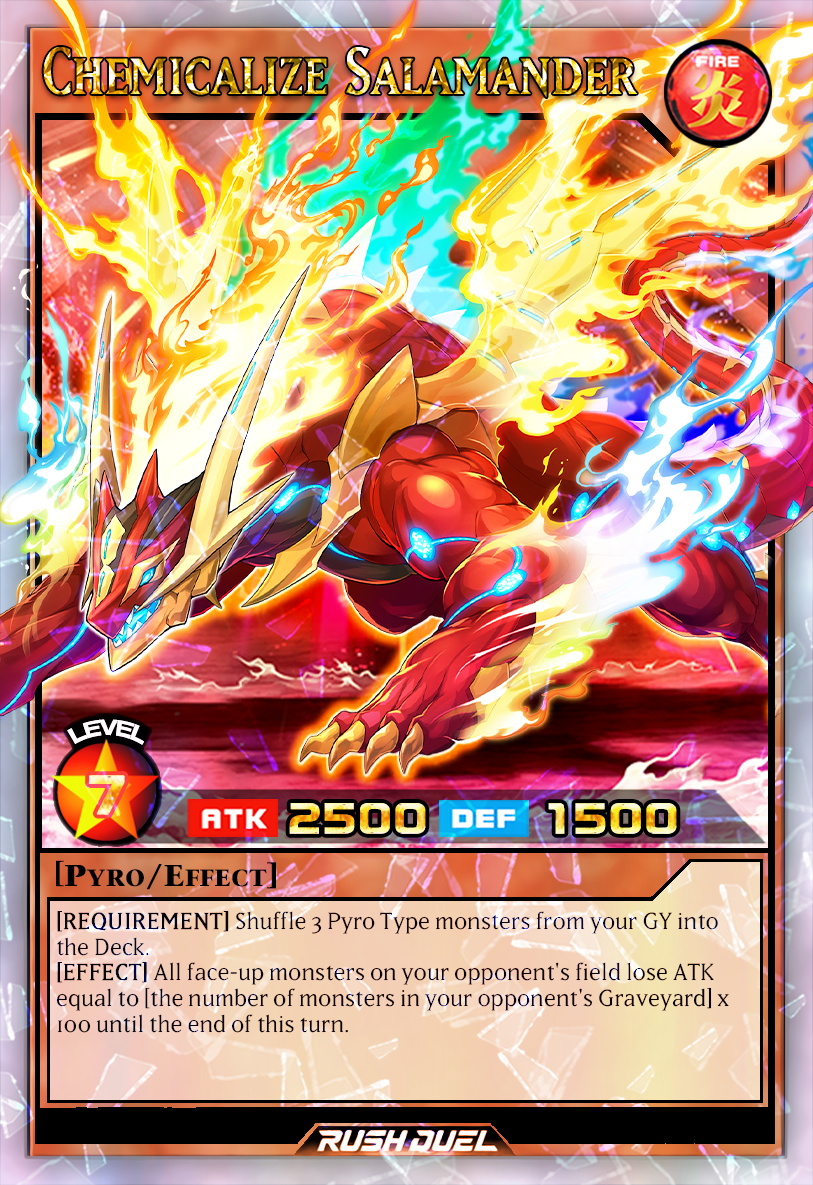 Chemicalize Salamander
FIRE
炎
LEVEL
7
ATK 2500 DEF 1500
[Pyro/Effect]
[REQUIREMENT] Shuffle 3 Pyro Type monsters from your GY into
the Deck.
[EFFECT] All face-up monsters on your opponent's field lose ATK
equal to [the number of monsters in your opponent's Graveyard] x
100 until the end of this turn.
RUSH DUEL